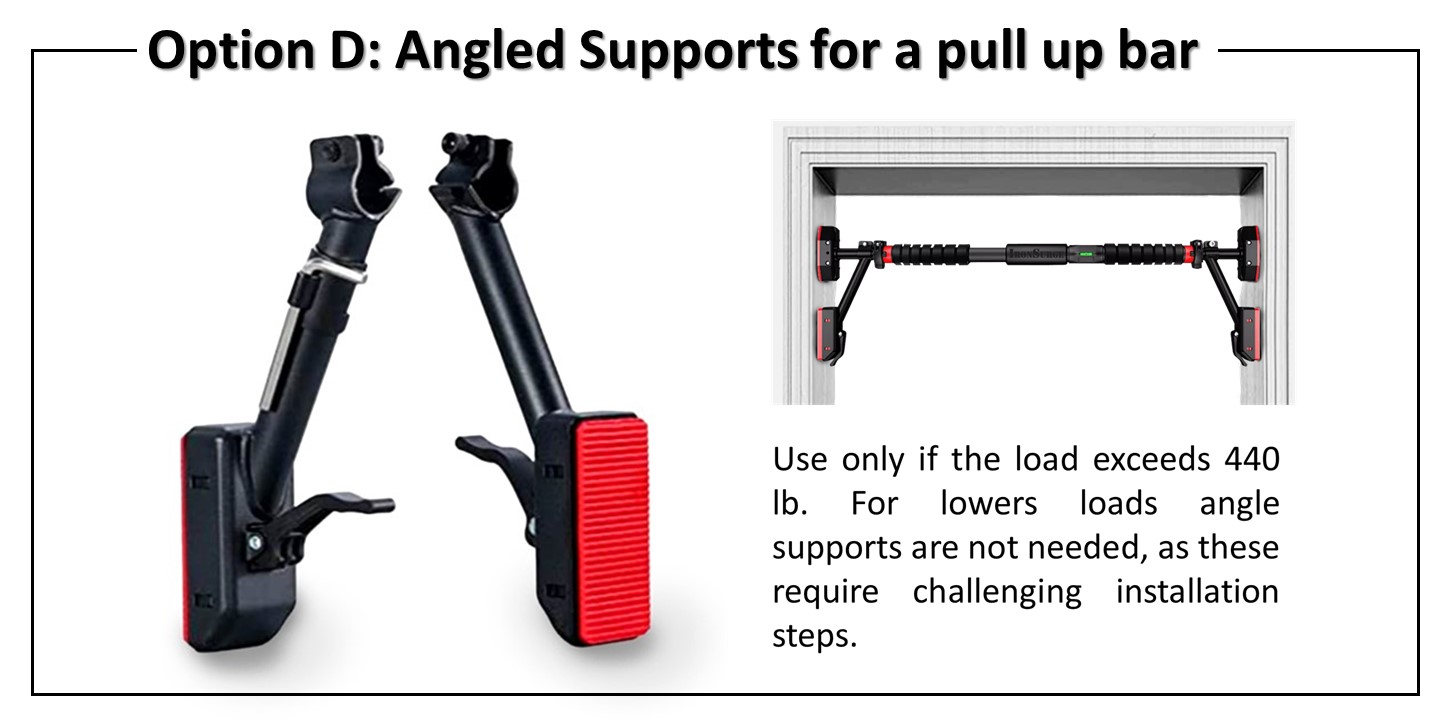 Option D: Angled Supports for a pull up bar
IRONSURGE
Use only if the load exceeds 440
lb. For lowers loads angle
supports are not needed, as these
require challenging installation
steps.